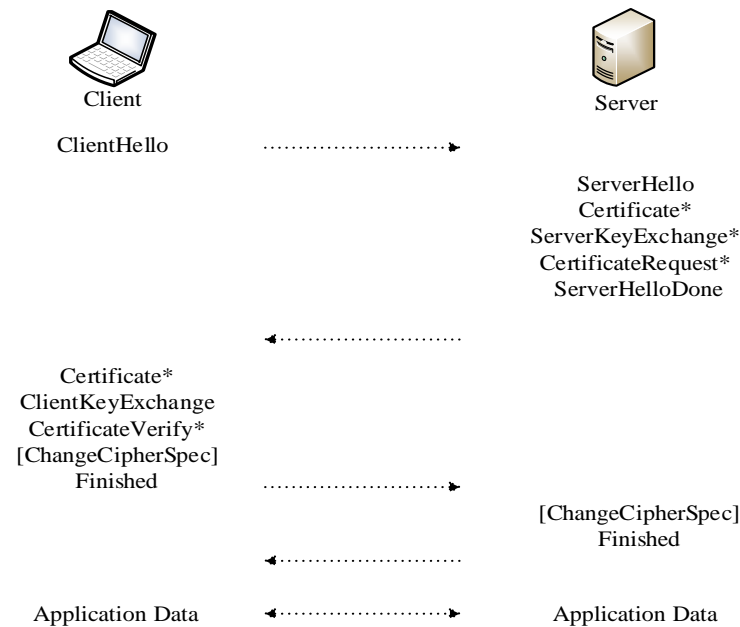 Client
Server
ClientHello
ServerHello
Certificate*
ServerKeyExchange*
CertificateRequest*
ServerHelloDone
Certificate*
ClientKeyExchange
CertificateVerify*
[ChangeCipherSpec]
Finished
[ChangeCipherSpec]
Finished
Application Data
Application Data